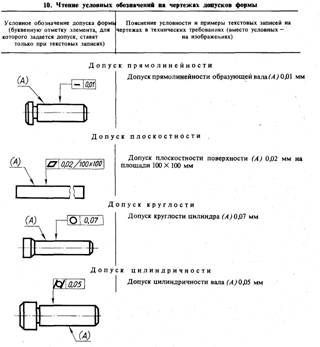 10. Чтение условных обозначений на чертежах допусков формы
Условное обозначение допуска формы
(буквенную отметку элемента, для
которого задается допуск, ставят
только при текстовых записях)
Пояснение условности и примеры текстовых записей на
чертежах в технических требованиях (вместо условных —
на изображениях)
Допуск прямолинейности
(А)
— 0,01
Допуск прямолинейности образующей вала (А) 0,01 мм
Допуск плоскостности
(А)
0,02/100×100
Допуск плоскостности поверхности (А) 0,02 мм на
площади 100 × 100 мм
Допуск круглости
(А)
0,07
Допуск круглости цилиндра (А) 0,07 мм
Допуск цилиндричности
0,05
Допуск цилиндричности вала (А) 0,05 мм
(А)